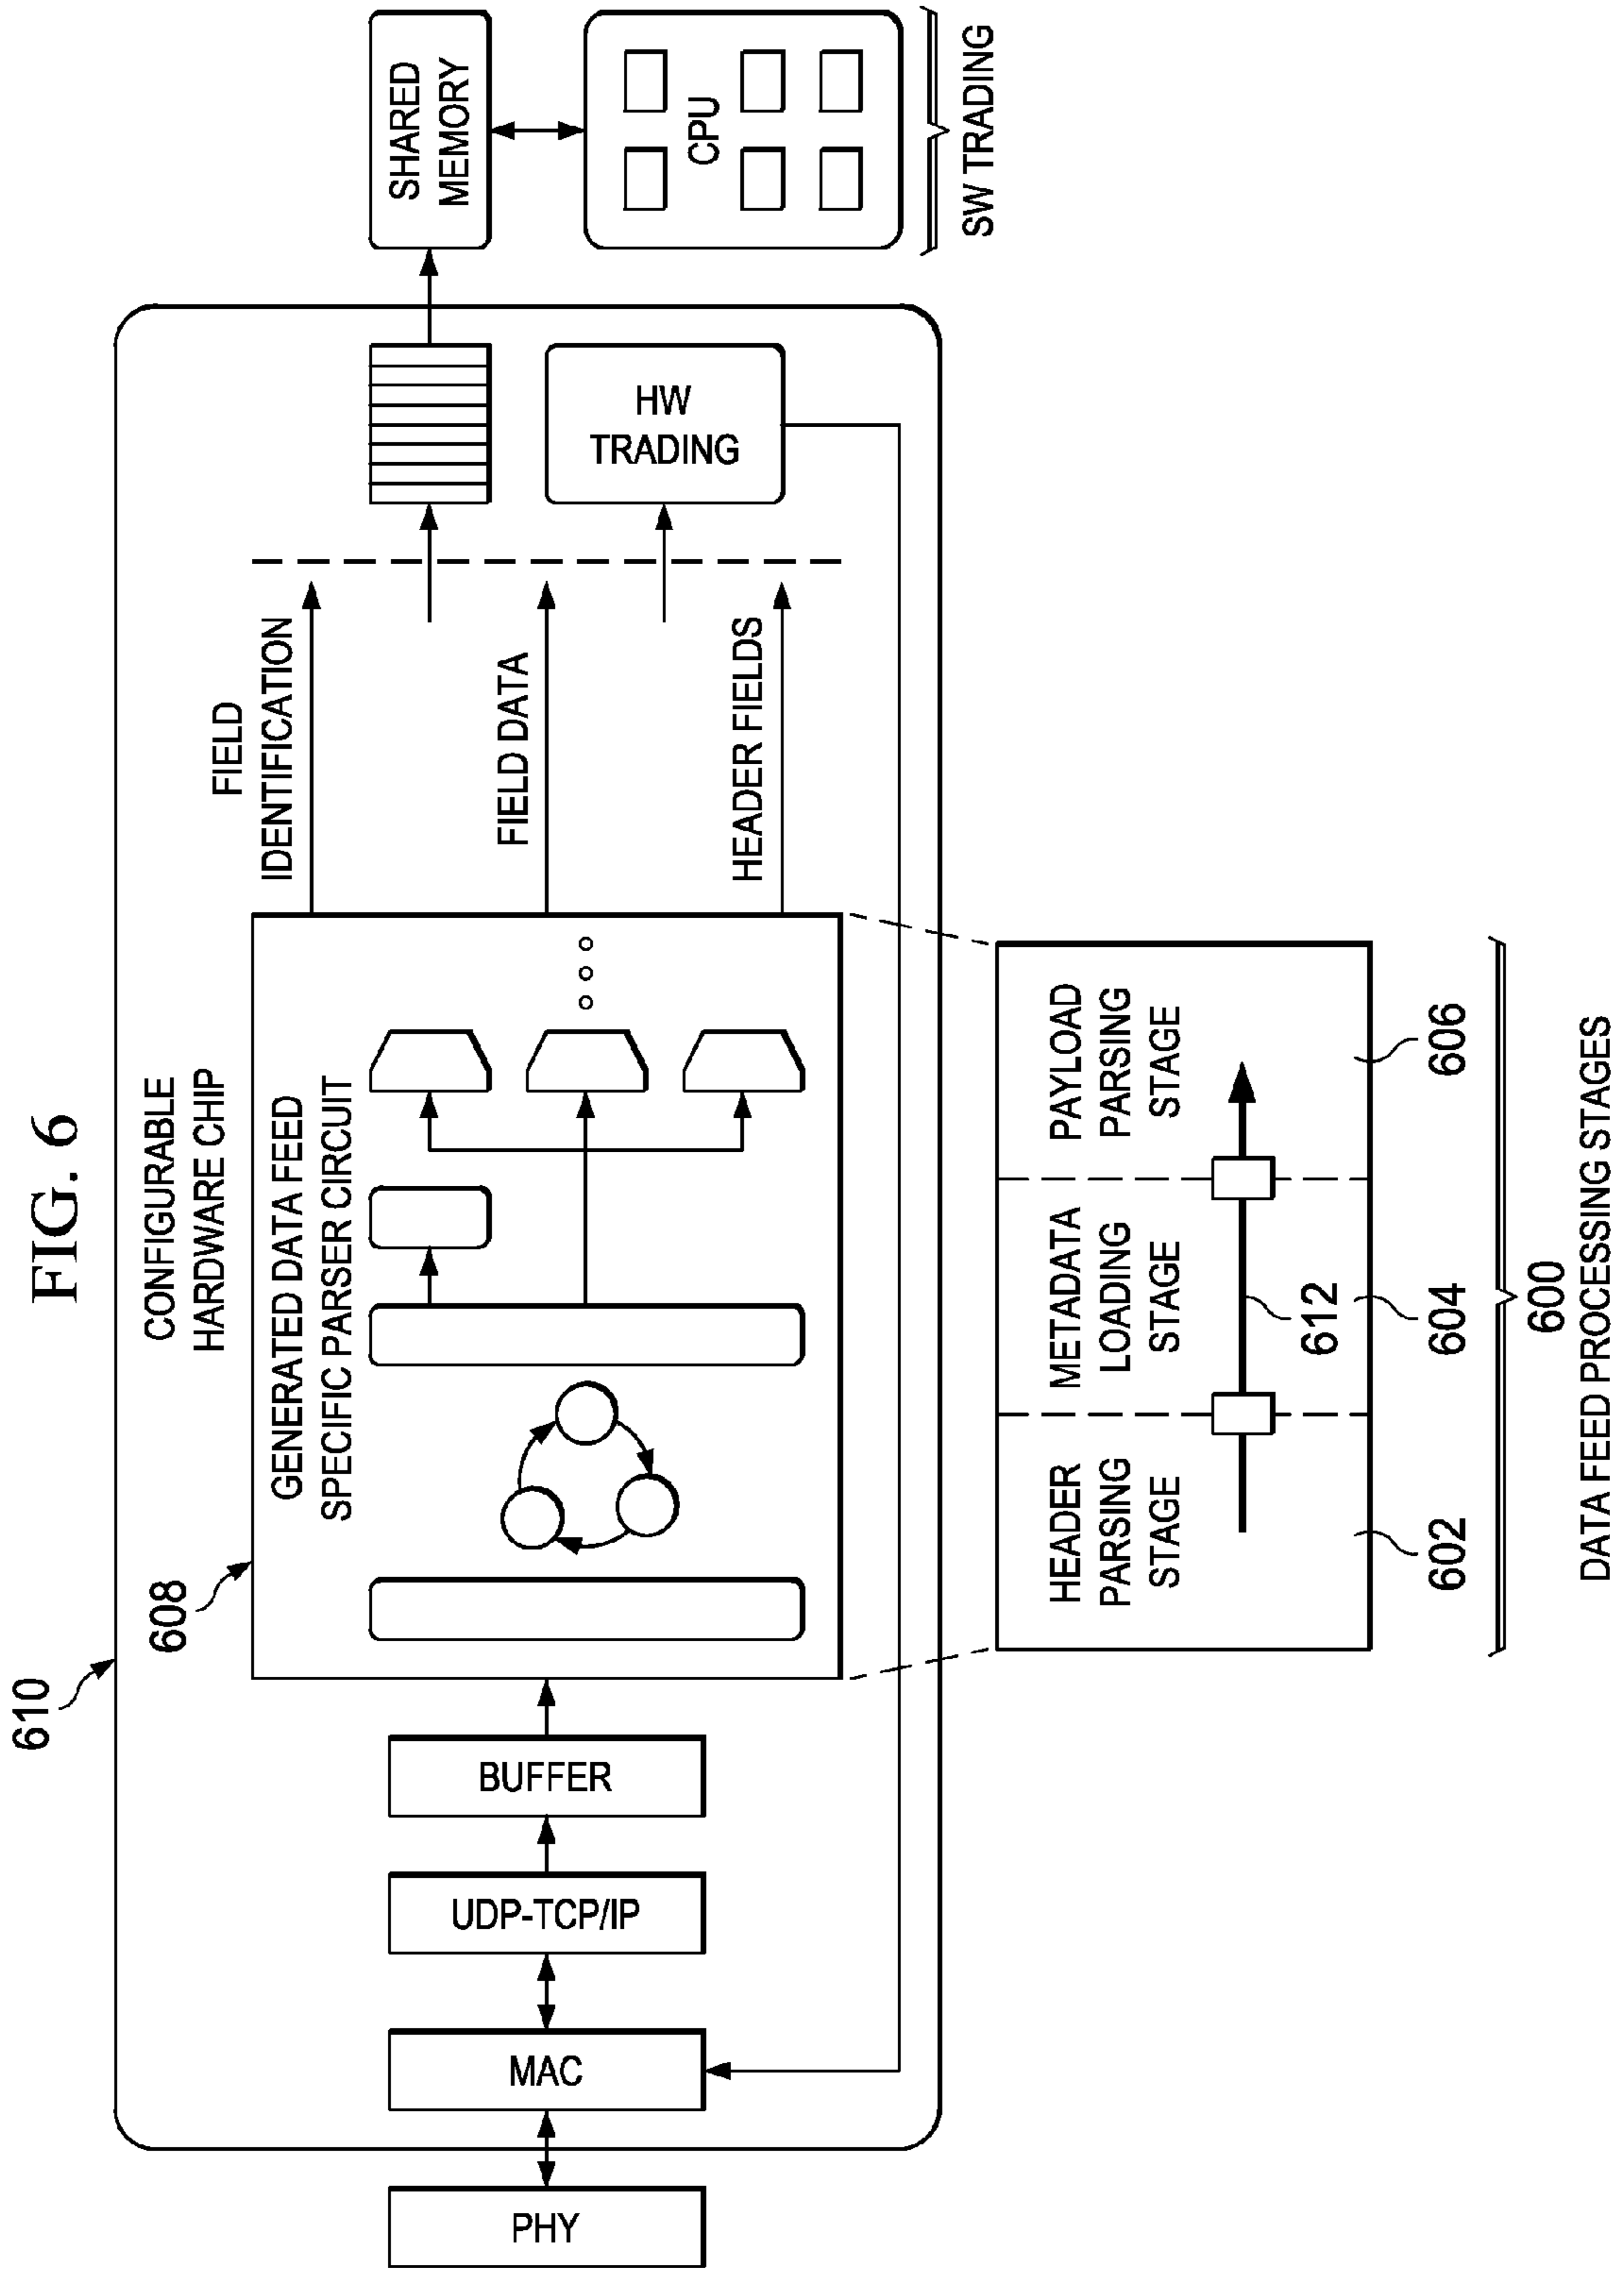 FIG. 6
610
CONFIGURABLE
HARDWARE CHIP
608
GENERATED DATA FEED
SPECIFIC PARSER CIRCUIT
PHY
MAC
UDP-TCP/IP
BUFFER
FIELD
IDENTIFICATION
FIELD DATA
HEADER FIELDS
HW
TRADING
SHARED
MEMORY
CPU
SW TRADING
HEADER
PARSING
STAGE
METADATA
LOADING
STAGE
PAYLOAD
PARSING
STAGE
612
602
604
606
600
DATA FEED PROCESSING STAGES